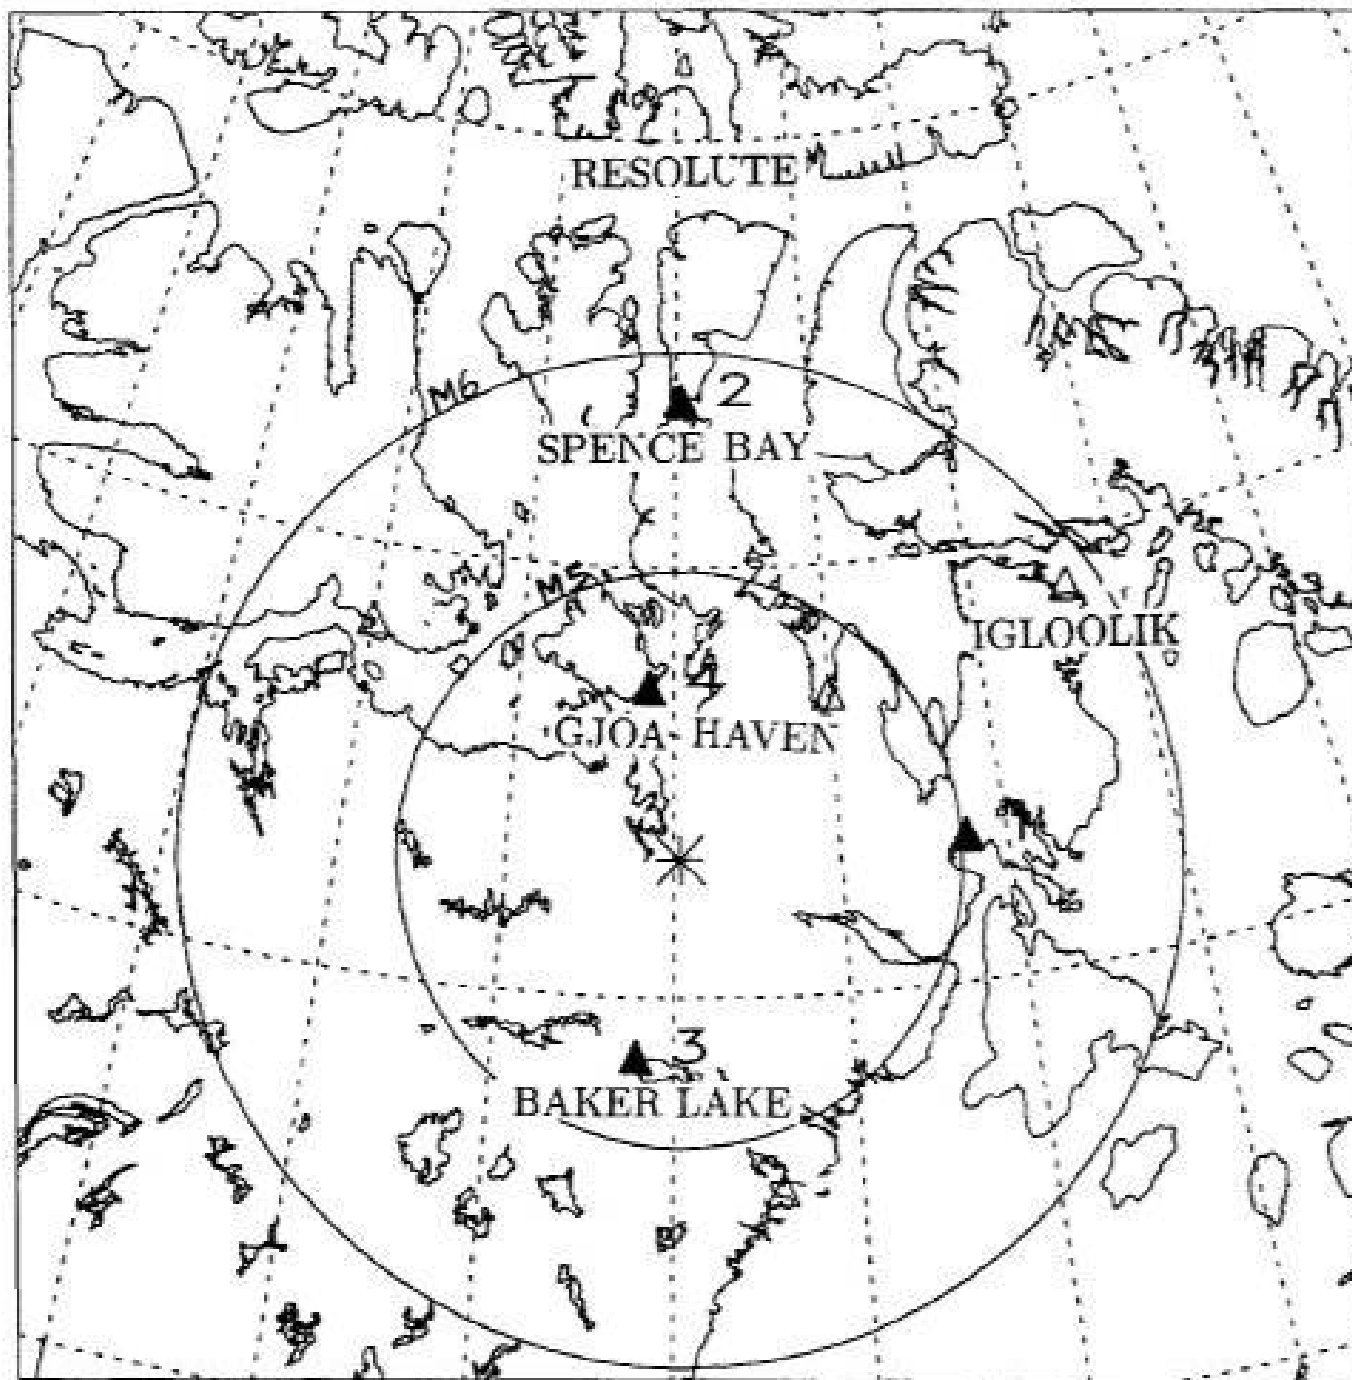 RESOLUTE
M6
2
SPENCE BAY
M5
IGLOOLIK
4
GJOA HAVEN
3
BAKER LAKE